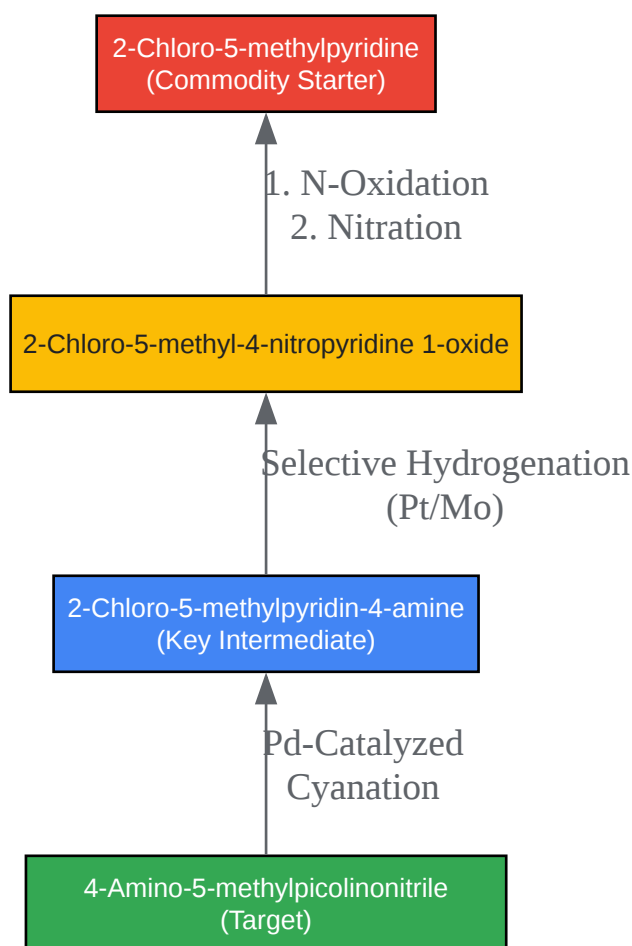 2-Chloro-5-methylpyridine
(Commodity Starter)
1. N-Oxidation
2. Nitration
2-Chloro-5-methyl-4-nitropyridine 1-oxide
Selective Hydrogenation
(Pt/Mo)
2-Chloro-5-methylpyridin-4-amine
(Key Intermediate)
Pd-Catalyzed
Cyanation
4-Amino-5-methylpicolinonitrile
(Target)